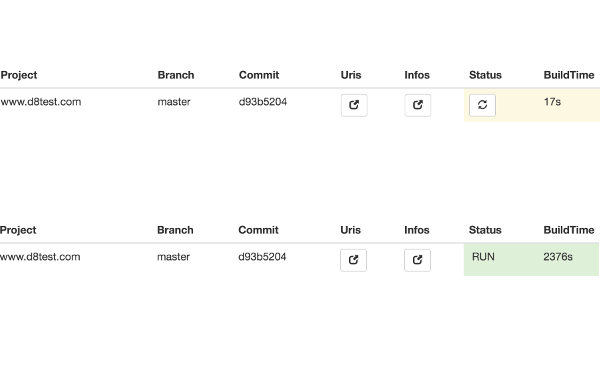 Project Branch Commit Uris Infos Status BuildTime
www.d8test.com master d93b5204 17s
Project Branch Commit Uris Infos Status BuildTime
www.d8test.com master d93b5204 RUN 2376s